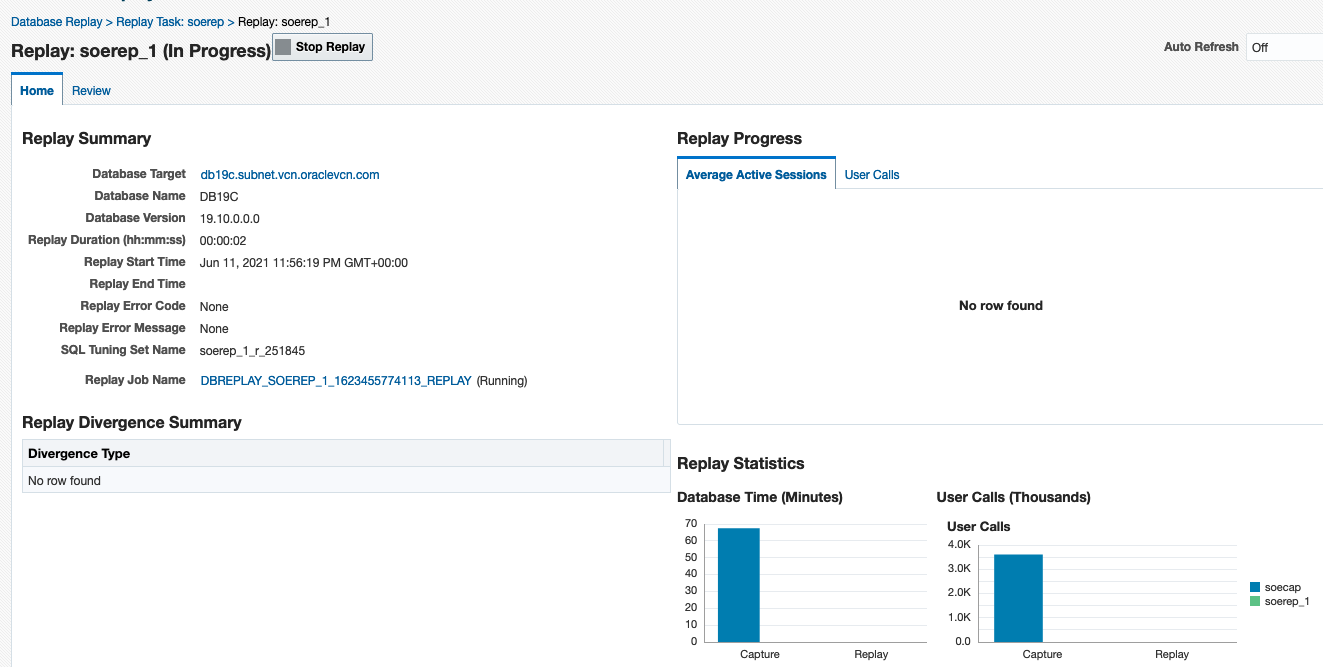 Database Replay > Replay Task: soerep > Replay: soerep_1
Replay: soerep_1 (In Progress) Stop Replay
Auto Refresh Off
Home Review
Replay Summary
Database Target db19c.subnet.vcn.oraclevcn.com
Database Name DB19C
Database Version 19.10.0.0.0
Replay Duration (hh:mm:ss) 00:00:02
Replay Start Time Jun 11, 2021 11:56:19 PM GMT+00:00
Replay End Time
Replay Error Code None
Replay Error Message None
SQL Tuning Set Name soerep_1_r_251845
Replay Job Name DBREPLAY_SOEREP_1_1623455774113_REPLAY (Running)
Replay Divergence Summary
Divergence Type
No row found
Replay Progress
Average Active Sessions User Calls
No row found
Replay Statistics
Database Time (Minutes)
70
60
50
40
30
20
10
0
Capture Replay
User Calls (Thousands)
User Calls
4.0K
3.0K
2.0K
1.0K
0.0
Capture Replay
soecap
soerep_1